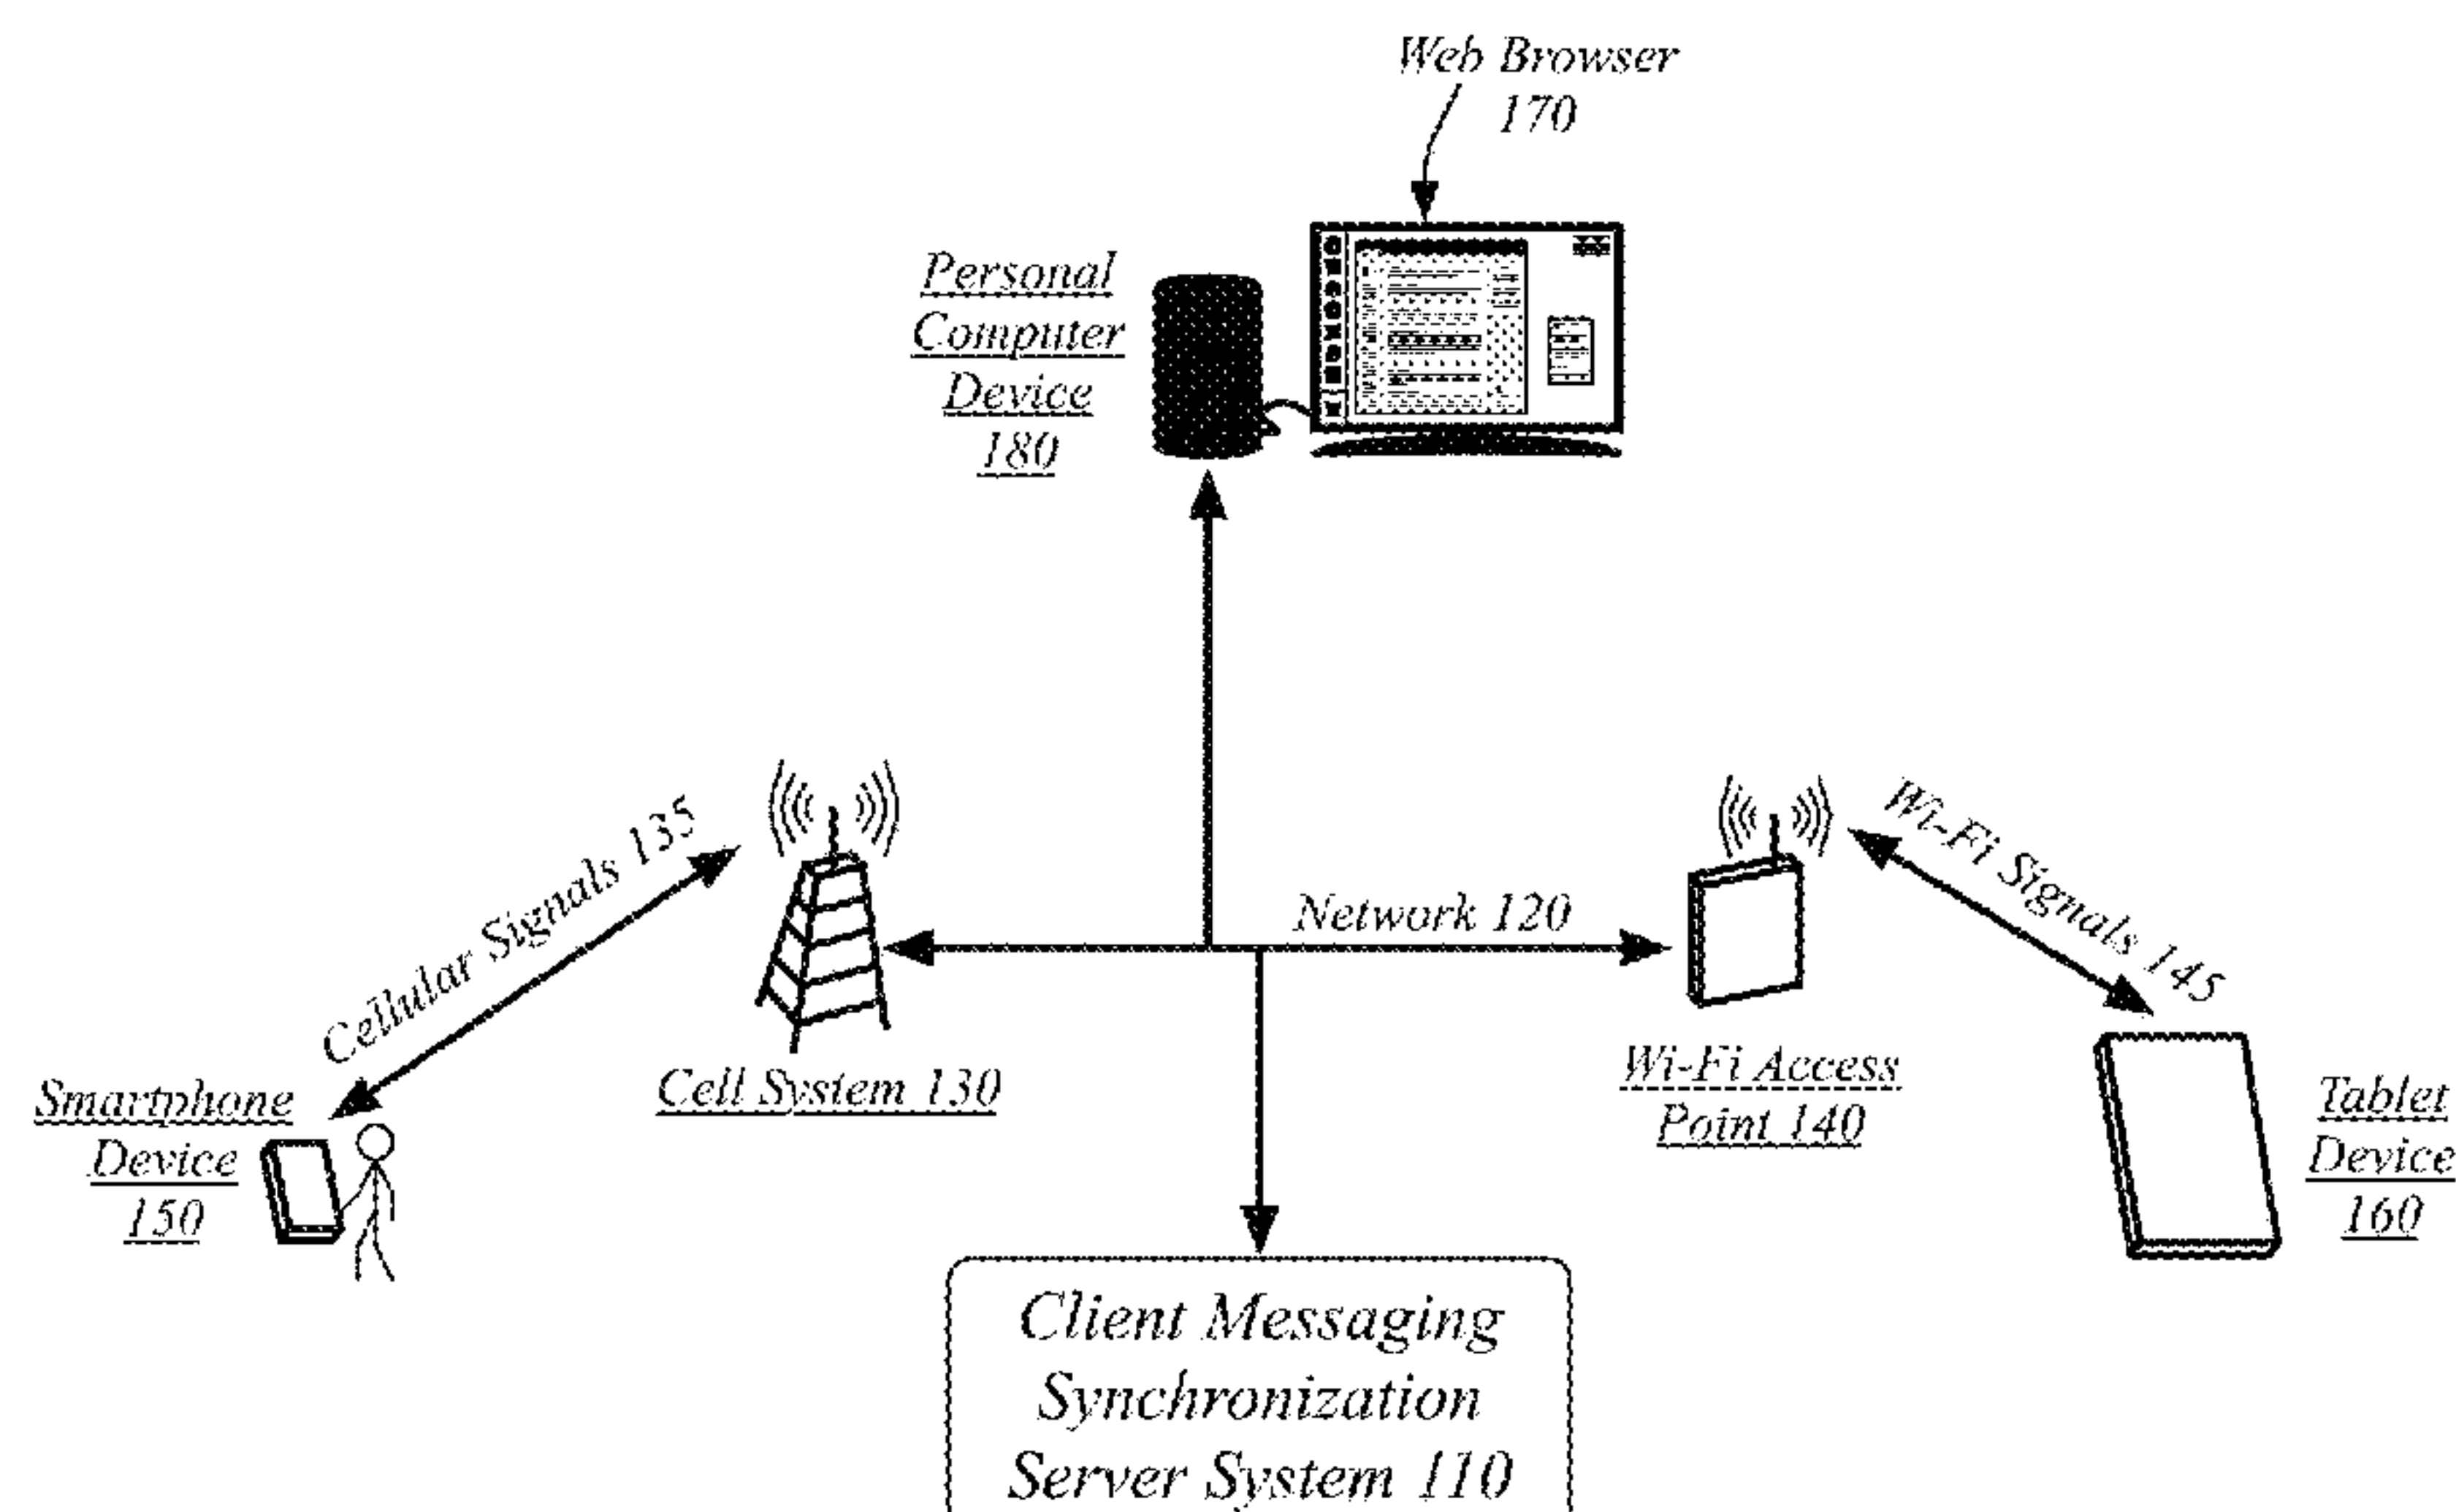 Web Browser
170
Personal
Computer
Device
180
Cellular Signals 135
Wi-Fi Signals 145
Network 120
Cell System 130
Wi-Fi Access
Point 140
Smartphone
Device
150
Tablet
Device
160
Client Messaging
Synchronization
Server System 110